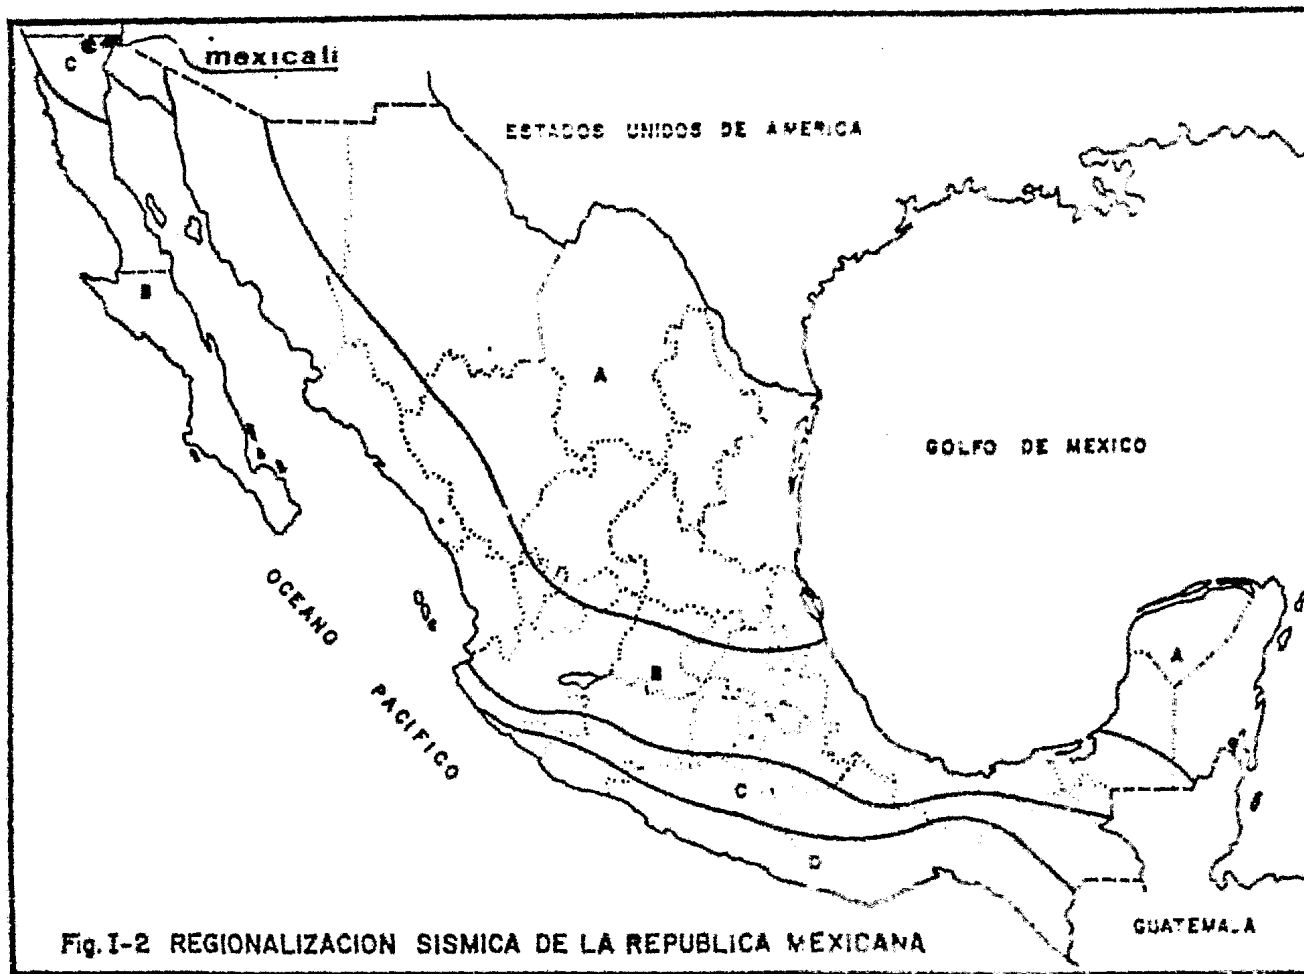 mexicali
C
ESTADOS UNIDOS DE AMERICA
B
A
GOLFO DE MEXICO
OCEANO
PACIFICO
A
B
C
D
GUATEMALA
Fig. I-2 REGIONALIZACION SISMICA DE LA REPUBLICA MEXICANA